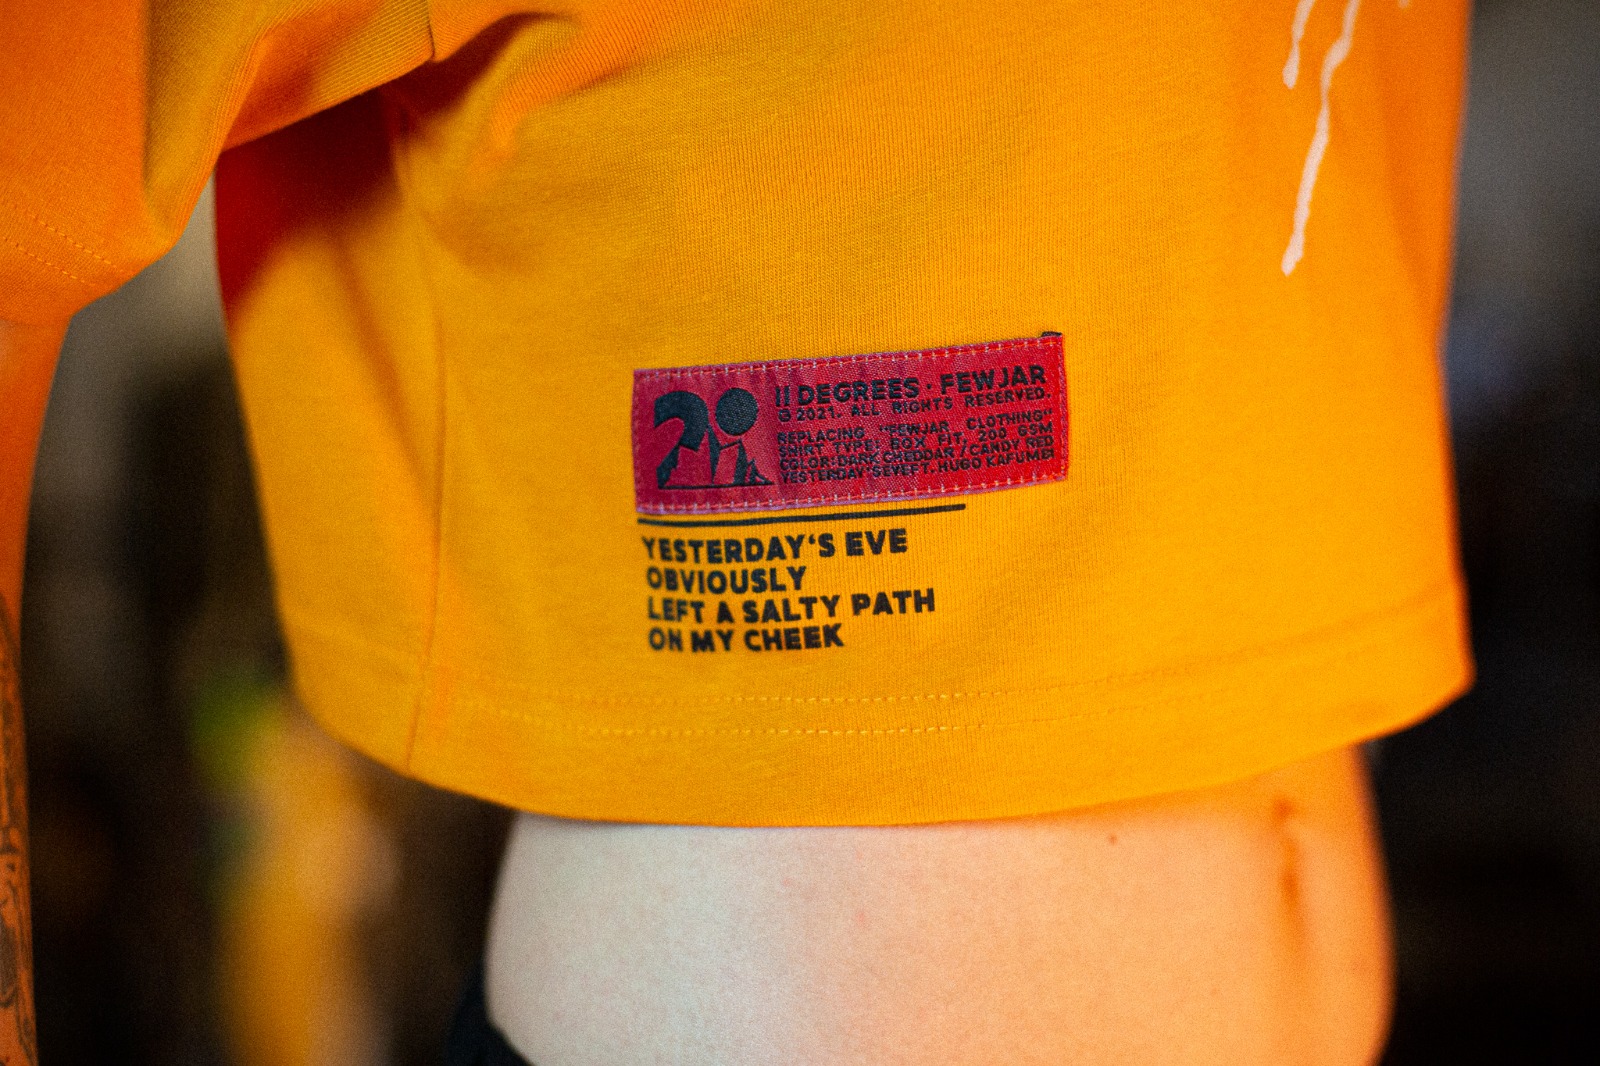 II DEGREES · FEWJAR
© 2021. ALL RIGHTS RESERVED.
REPLACING "FEWJAR CLOTHING"
SHIRT TYPE: BOX FIT, 200 GSM
COLOR: DARK CHEDDAR / CANDY RED
YESTERDAY'S EVE FT. HUGO KAFUMBI
YESTERDAY'S EVE
OBVIOUSLY
LEFT A SALTY PATH
ON MY CHEEK